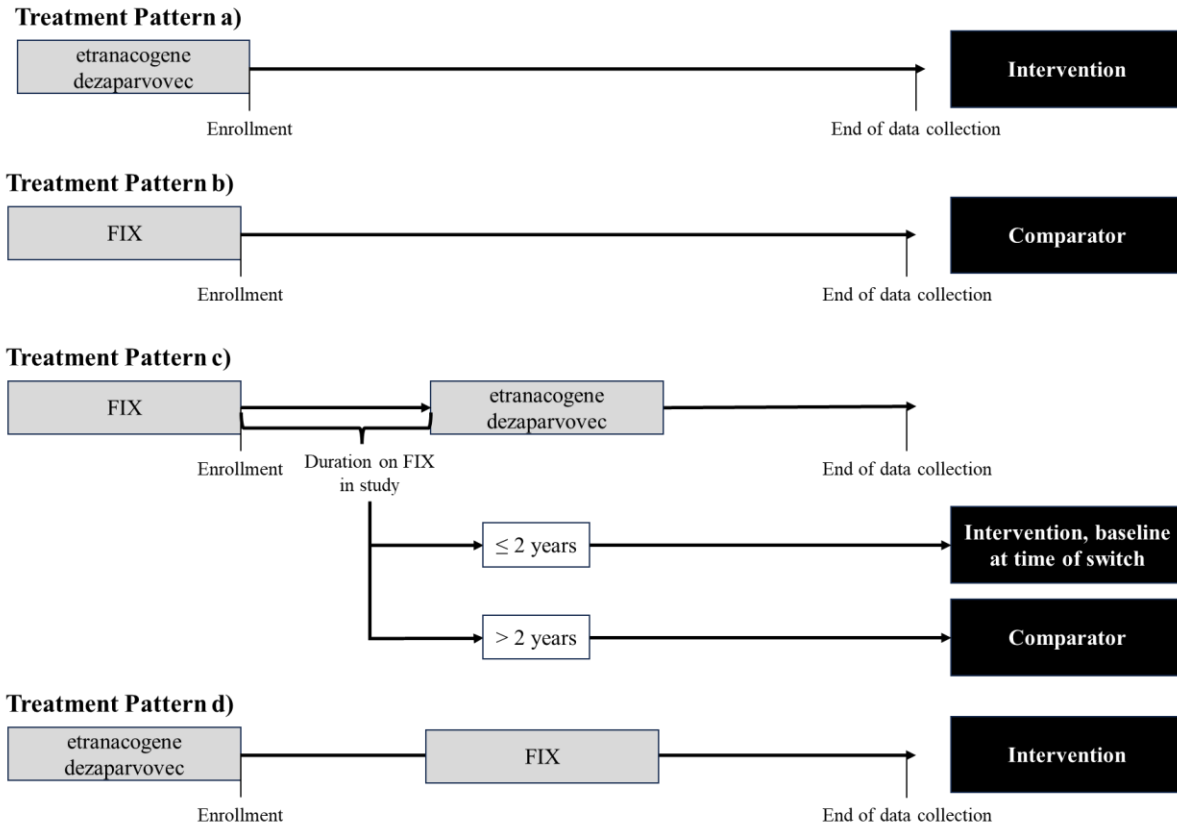 Treatment Pattern a)
etranacogene
dezaparvovec
Intervention
Enrollment
End of data collection
Treatment Pattern b)
FIX
Comparator
Enrollment
End of data collection
Treatment Pattern c)
FIX
etranacogene
dezaparvovec
Enrollment
Duration on FIX
in study
End of data collection
≤ 2 years
Intervention, baseline
at time of switch
> 2 years
Comparator
Treatment Pattern d)
etranacogene
dezaparvovec
FIX
Intervention
Enrollment
End of data collection